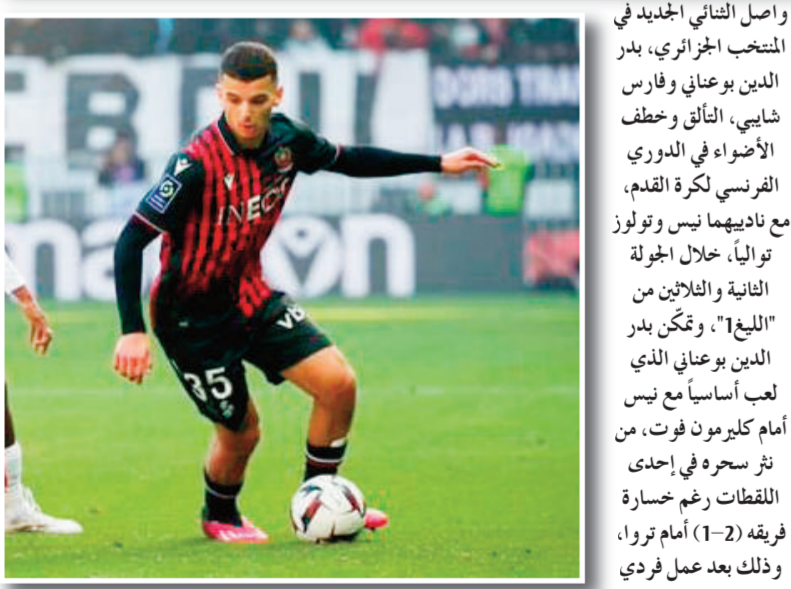 واصل الثنائي الجديد في
المنتخب الجزائري، بدر
الدين بوعناني وفارس
شايبي، التألق وخطف
الأضواء في الدوري
الفرنسي لكرة القدم،
مع نادييهما نيس وتولوز
توالياً، خلال الجولة
الثانية والثلاثين من
"الليغ1"، وتمكّن بدر
الدين بوعناني الذي
لعب أساسياً مع نيس
أمام كليرمون فوت، من
نثر سحره في إحدى
اللقطات رغم خسارة
فريقه (2–1) أمام تروا،
وذلك بعد عمل فردي
INEO
35